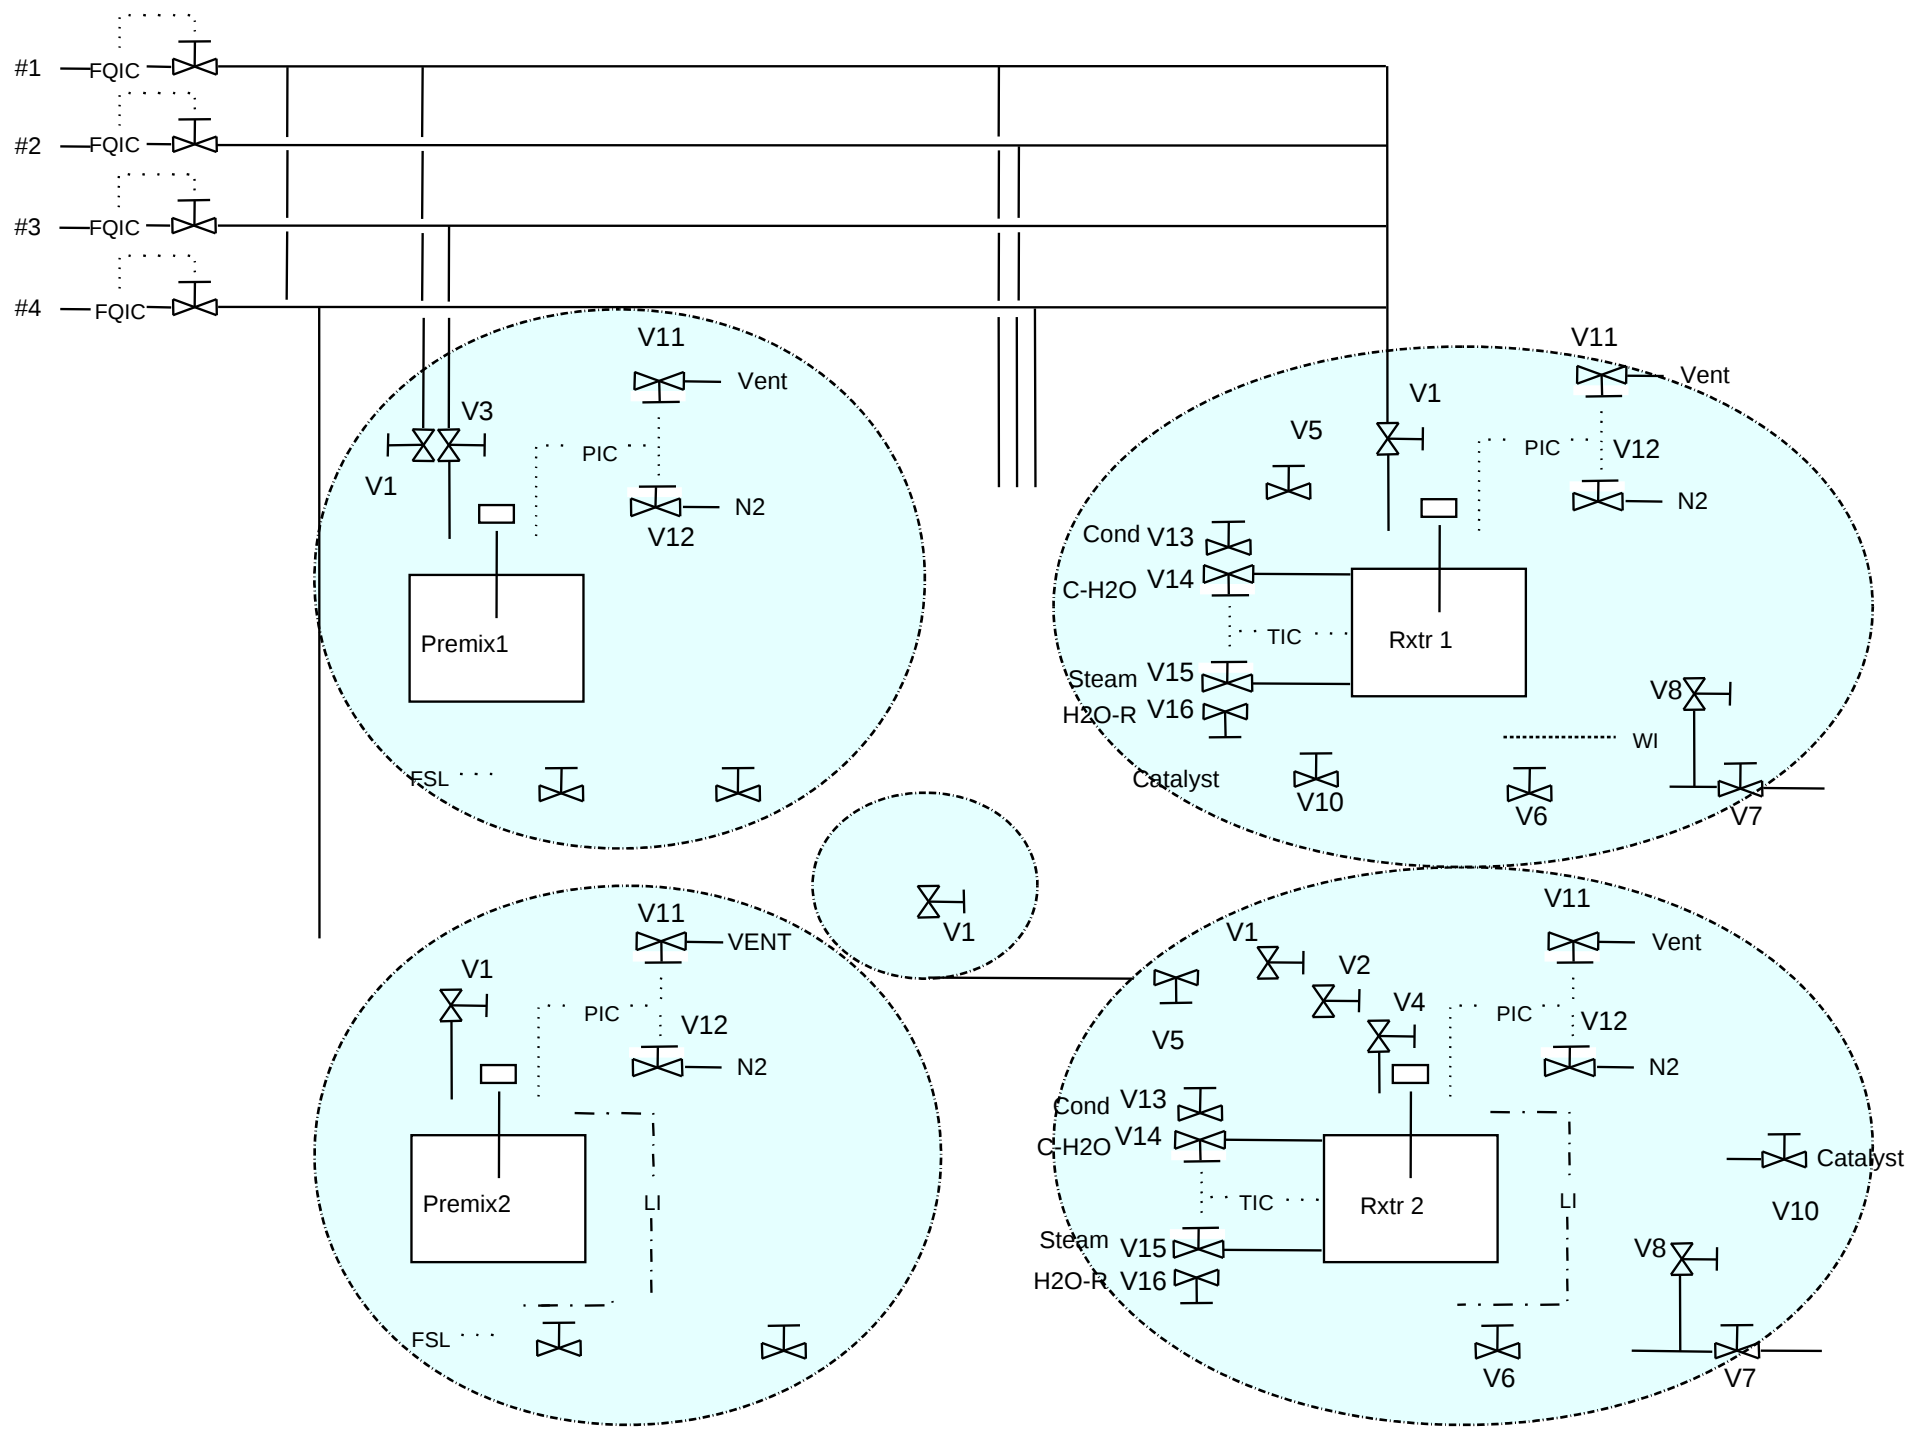 #1
FQIC
#2
FQIC
#3
FQIC
#4
FQIC
V11
Vent
V3
V1
PIC
N2
V12
Premix1
FSL
V11
Vent
V1
V5
PIC
V12
N2
Cond V13
C-H2O V14
TIC
Rxtr 1
Steam V15
H2O-R V16
V8
WI
Catalyst
V10
V6
V7
V1
V11
VENT
V1
PIC
V12
N2
Premix2
LI
FSL
V11
V1
Vent
V2
V4
PIC
V12
V5
N2
Cond V13
C-H2O V14
Catalyst
TIC
Rxtr 2
LI
V10
Steam V15
V8
H2O-R V16
V6
V7